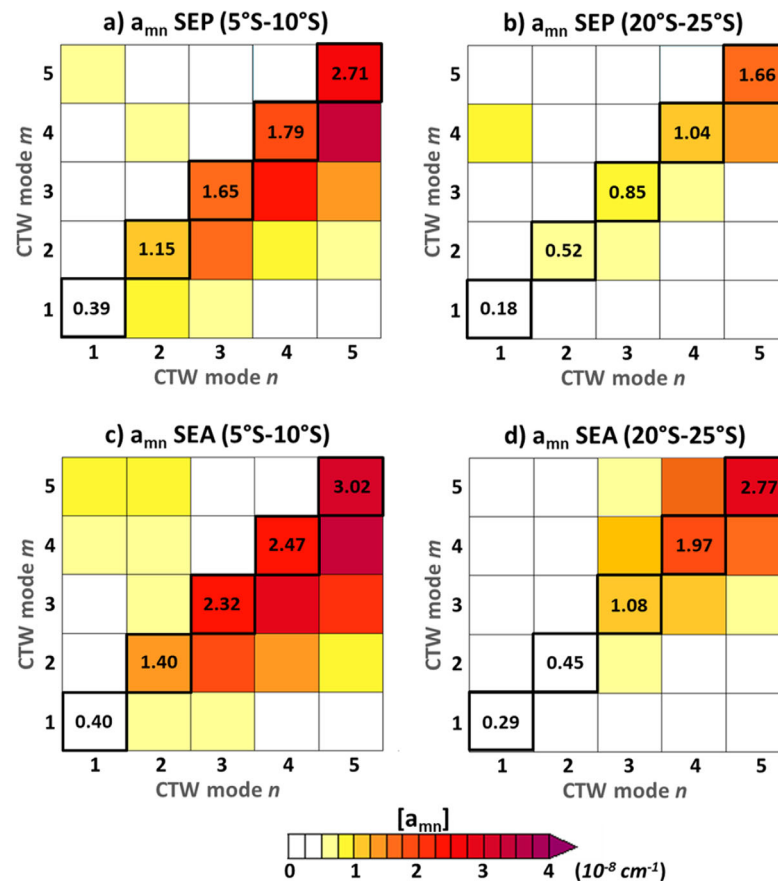 a) amn SEP (5°S-10°S)
b) amn SEP (20°S-25°S)
CTW mode m
5
4
3
2
1
2.71
1.79
1.65
1.15
0.39
1 2 3 4 5
CTW mode n
CTW mode m
5
4
3
2
1
1.66
1.04
0.85
0.52
0.18
1 2 3 4 5
CTW mode n
c) amn SEA (5°S-10°S)
d) amn SEA (20°S-25°S)
CTW mode m
5
4
3
2
1
3.02
2.47
2.32
1.40
0.40
1 2 3 4 5
CTW mode n
CTW mode m
5
4
3
2
1
2.77
1.97
1.08
0.45
0.29
1 2 3 4 5
CTW mode n
[amn]
0 1 2 3 4 (10-8 cm-1)